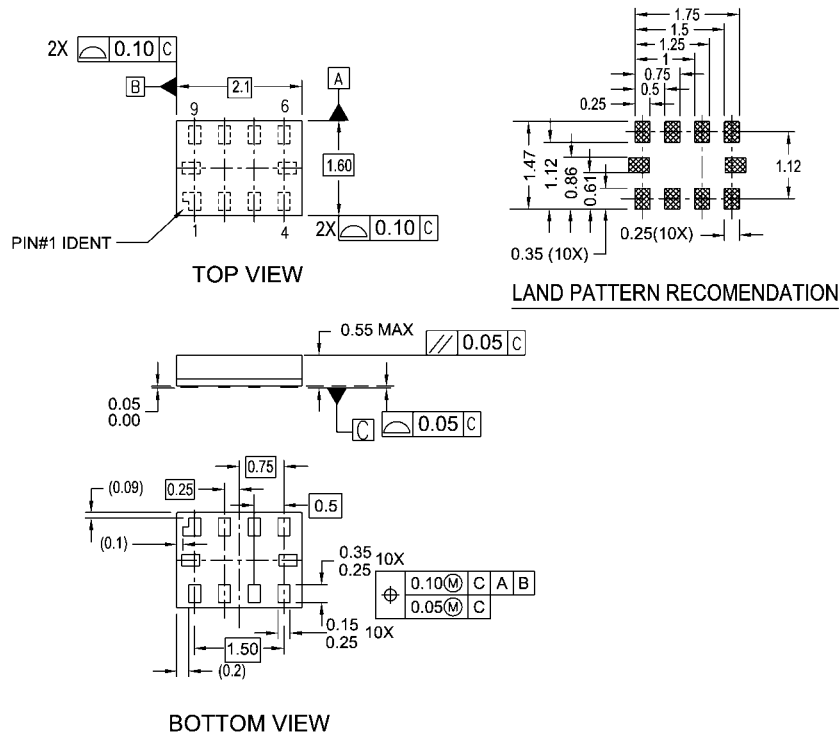 2X ⌓ 0.10 C
B
2.1
A
9
6
1.60
PIN#1 IDENT
1
4
2X ⌓ 0.10 C
TOP VIEW
1.75
1.5
1.25
1
0.75
0.5
0.25
1.47
1.12
0.86
0.61
1.12
0.25(10X)
0.35 (10X)
LAND PATTERN RECOMENDATION
0.55 MAX
// 0.05 C
0.05
0.00
C
⌓ 0.05 C
0.75
(0.09)
0.25
0.5
(0.1)
0.35
0.25 10X
⌖ 0.10Ⓜ C A B
0.05Ⓜ C
0.15
0.25 10X
1.50
(0.2)
BOTTOM VIEW